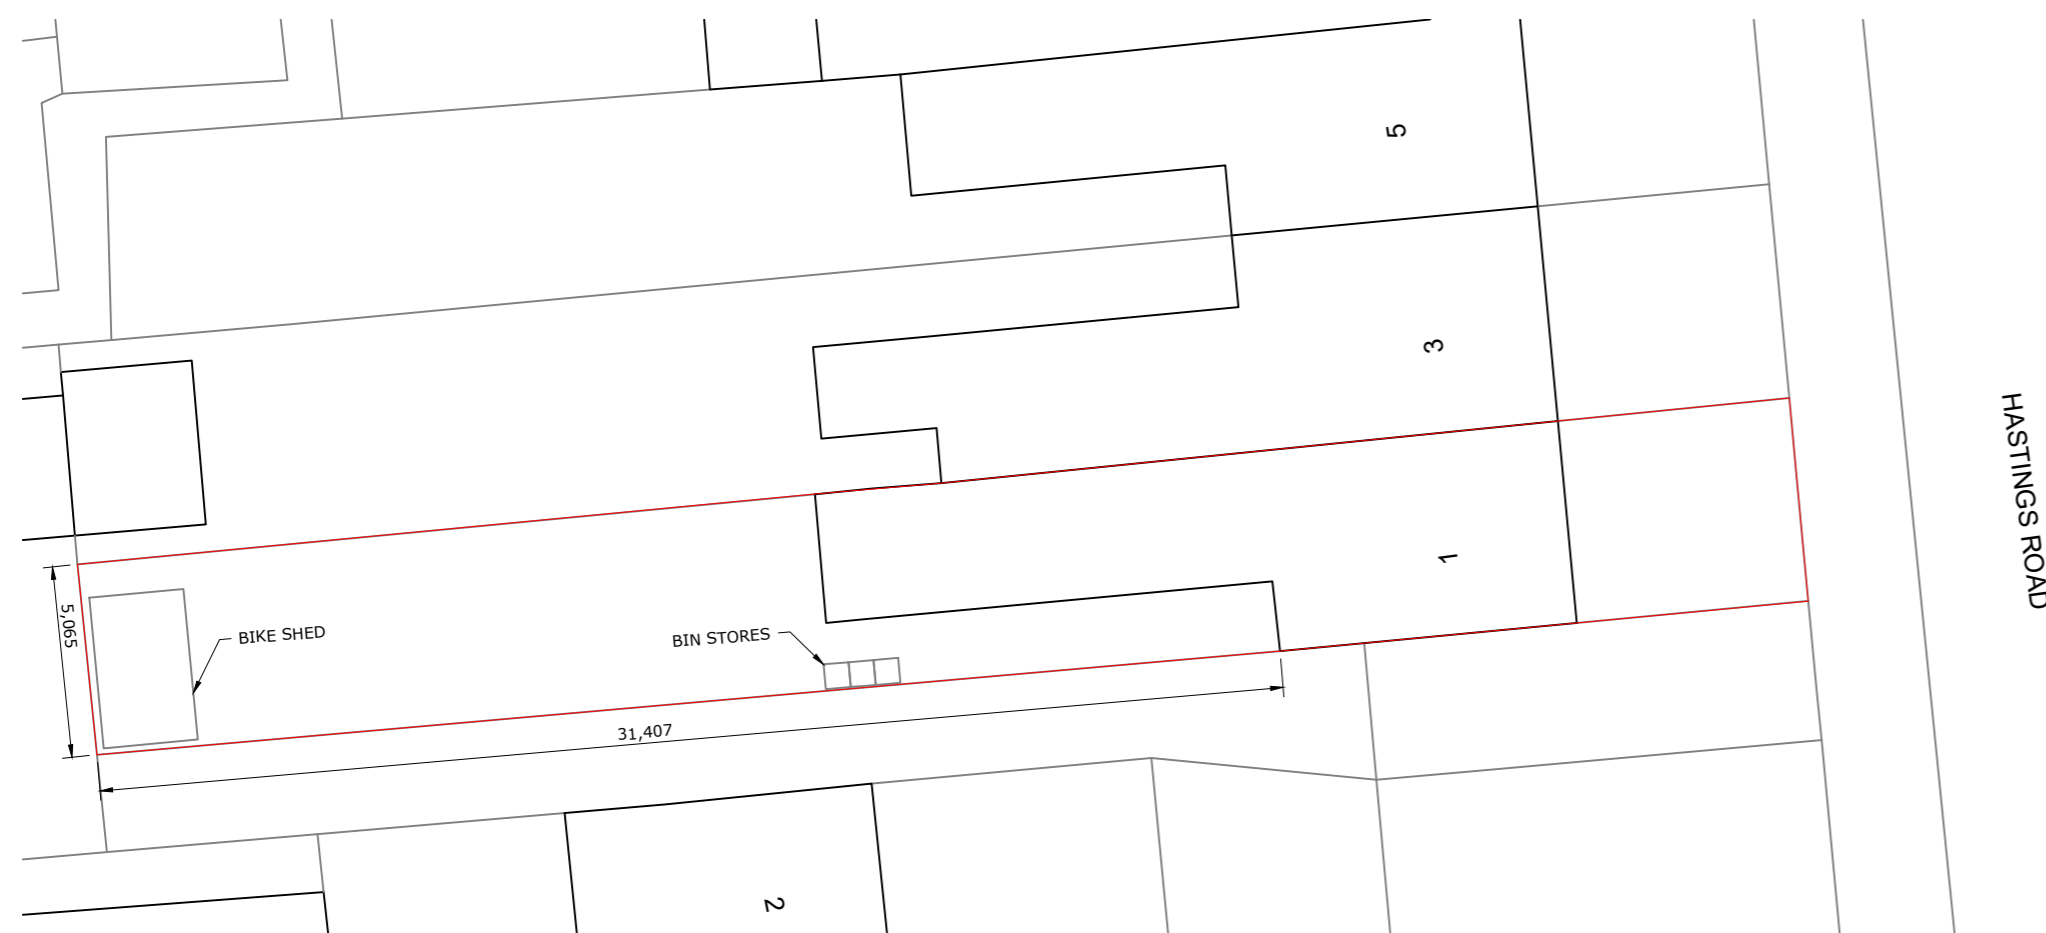 5
3
HASTINGS ROAD
1
5,065
BIKE SHED
BIN STORES
31,407
2